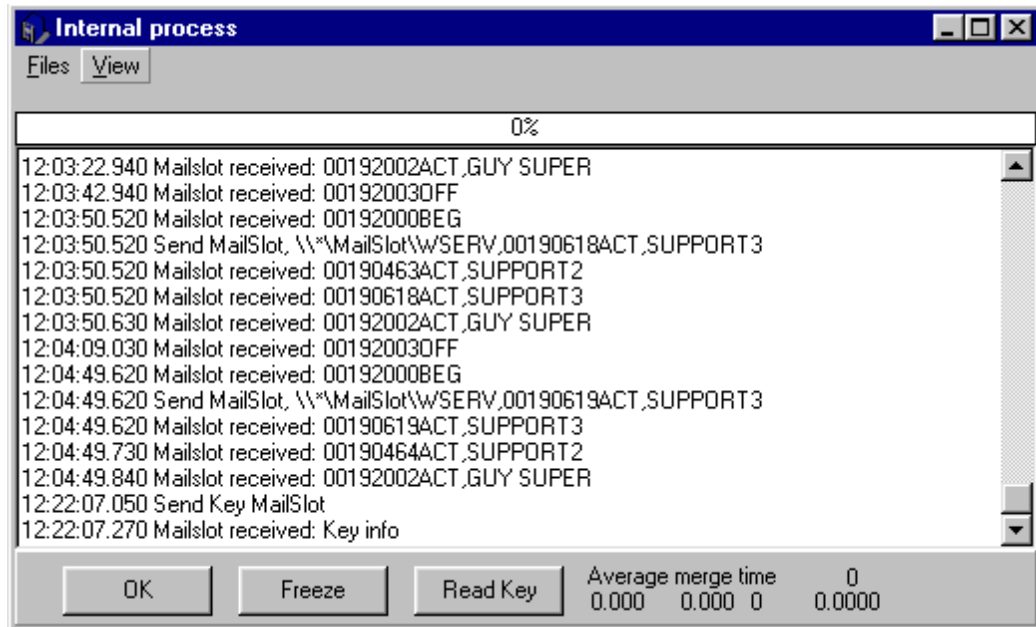 Internal process
Files View
0%
12:03:22.940 Mailslot received: 00192002ACT,GUY SUPER
12:03:42.940 Mailslot received: 00192003OFF
12:03:50.520 Mailslot received: 00192000BEG
12:03:50.520 Send MailSlot, \\*\MailSlot\WSERV,00190618ACT,SUPPORT3
12:03:50.520 Mailslot received: 00190463ACT,SUPPORT2
12:03:50.520 Mailslot received: 00190618ACT,SUPPORT3
12:03:50.630 Mailslot received: 00192002ACT,GUY SUPER
12:04:09.030 Mailslot received: 00192003OFF
12:04:49.620 Mailslot received: 00192000BEG
12:04:49.620 Send MailSlot, \\*\MailSlot\WSERV,00190619ACT,SUPPORT3
12:04:49.620 Mailslot received: 00190619ACT,SUPPORT3
12:04:49.730 Mailslot received: 00190464ACT,SUPPORT2
12:04:49.840 Mailslot received: 00192002ACT,GUY SUPER
12:22:07.050 Send Key MailSlot
12:22:07.270 Mailslot received: Key info
OK Freeze Read Key
Average merge time 0
0.000 0.000 0 0.0000